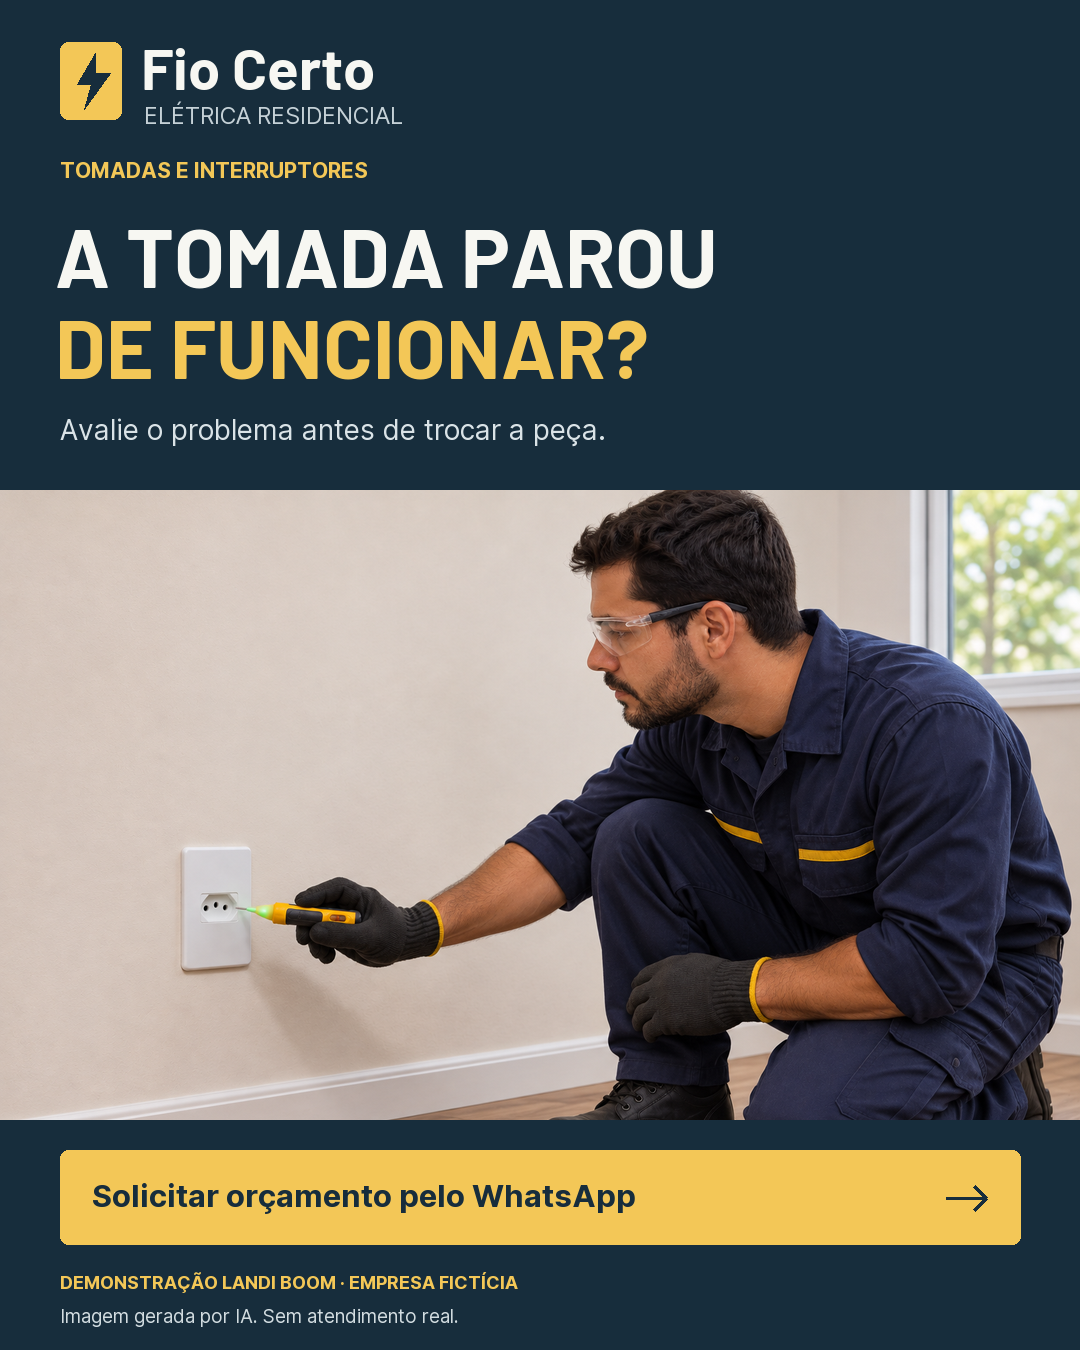 Fio Certo
ELÉTRICA RESIDENCIAL
TOMADAS E INTERRUPTORES
A TOMADA PAROU
DE FUNCIONAR?
Avalie o problema antes de trocar a peça.
Solicitar orçamento pelo WhatsApp
DEMONSTRAÇÃO LANDI BOOM · EMPRESA FICTÍCIA
Imagem gerada por IA. Sem atendimento real.